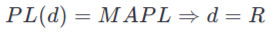 PL(d) = MAPL ⇒ d = R